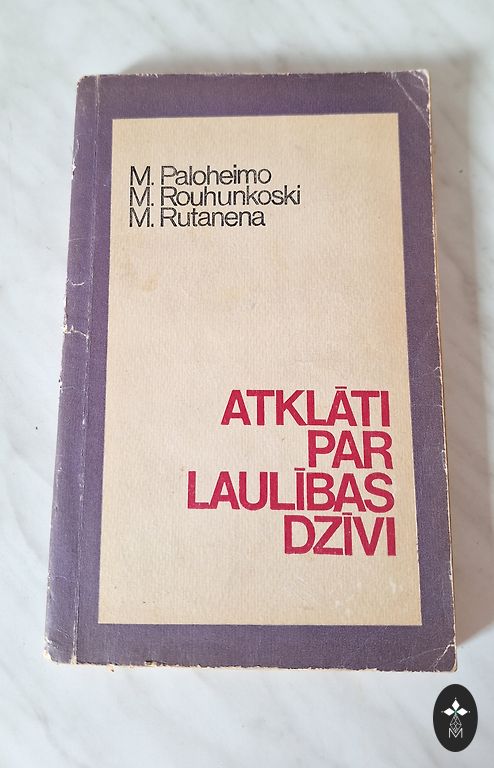 M. Paloheimo
M. Rouhunkoski
M. Rutanena
ATKLĀTI
PAR
LAULĪBAS
DZĪVI
M